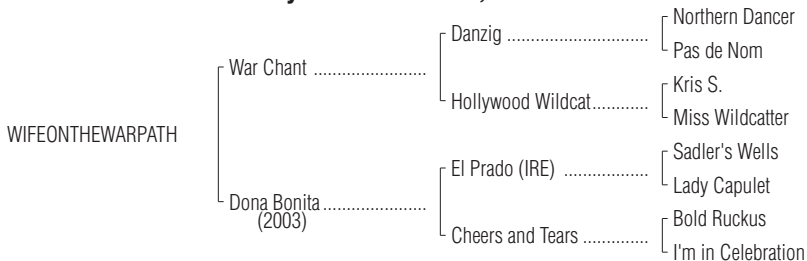 Northern Dancer
Danzig ..............................
Pas de Nom
War Chant ........................
Kris S.
Hollywood Wildcat............
Miss Wildcatter
WIFEONTHEWARPATH
Sadler's Wells
El Prado (IRE) ..................
Lady Capulet
Dona Bonita......................
(2003)
Bold Ruckus
Cheers and Tears ..............
I'm in Celebration